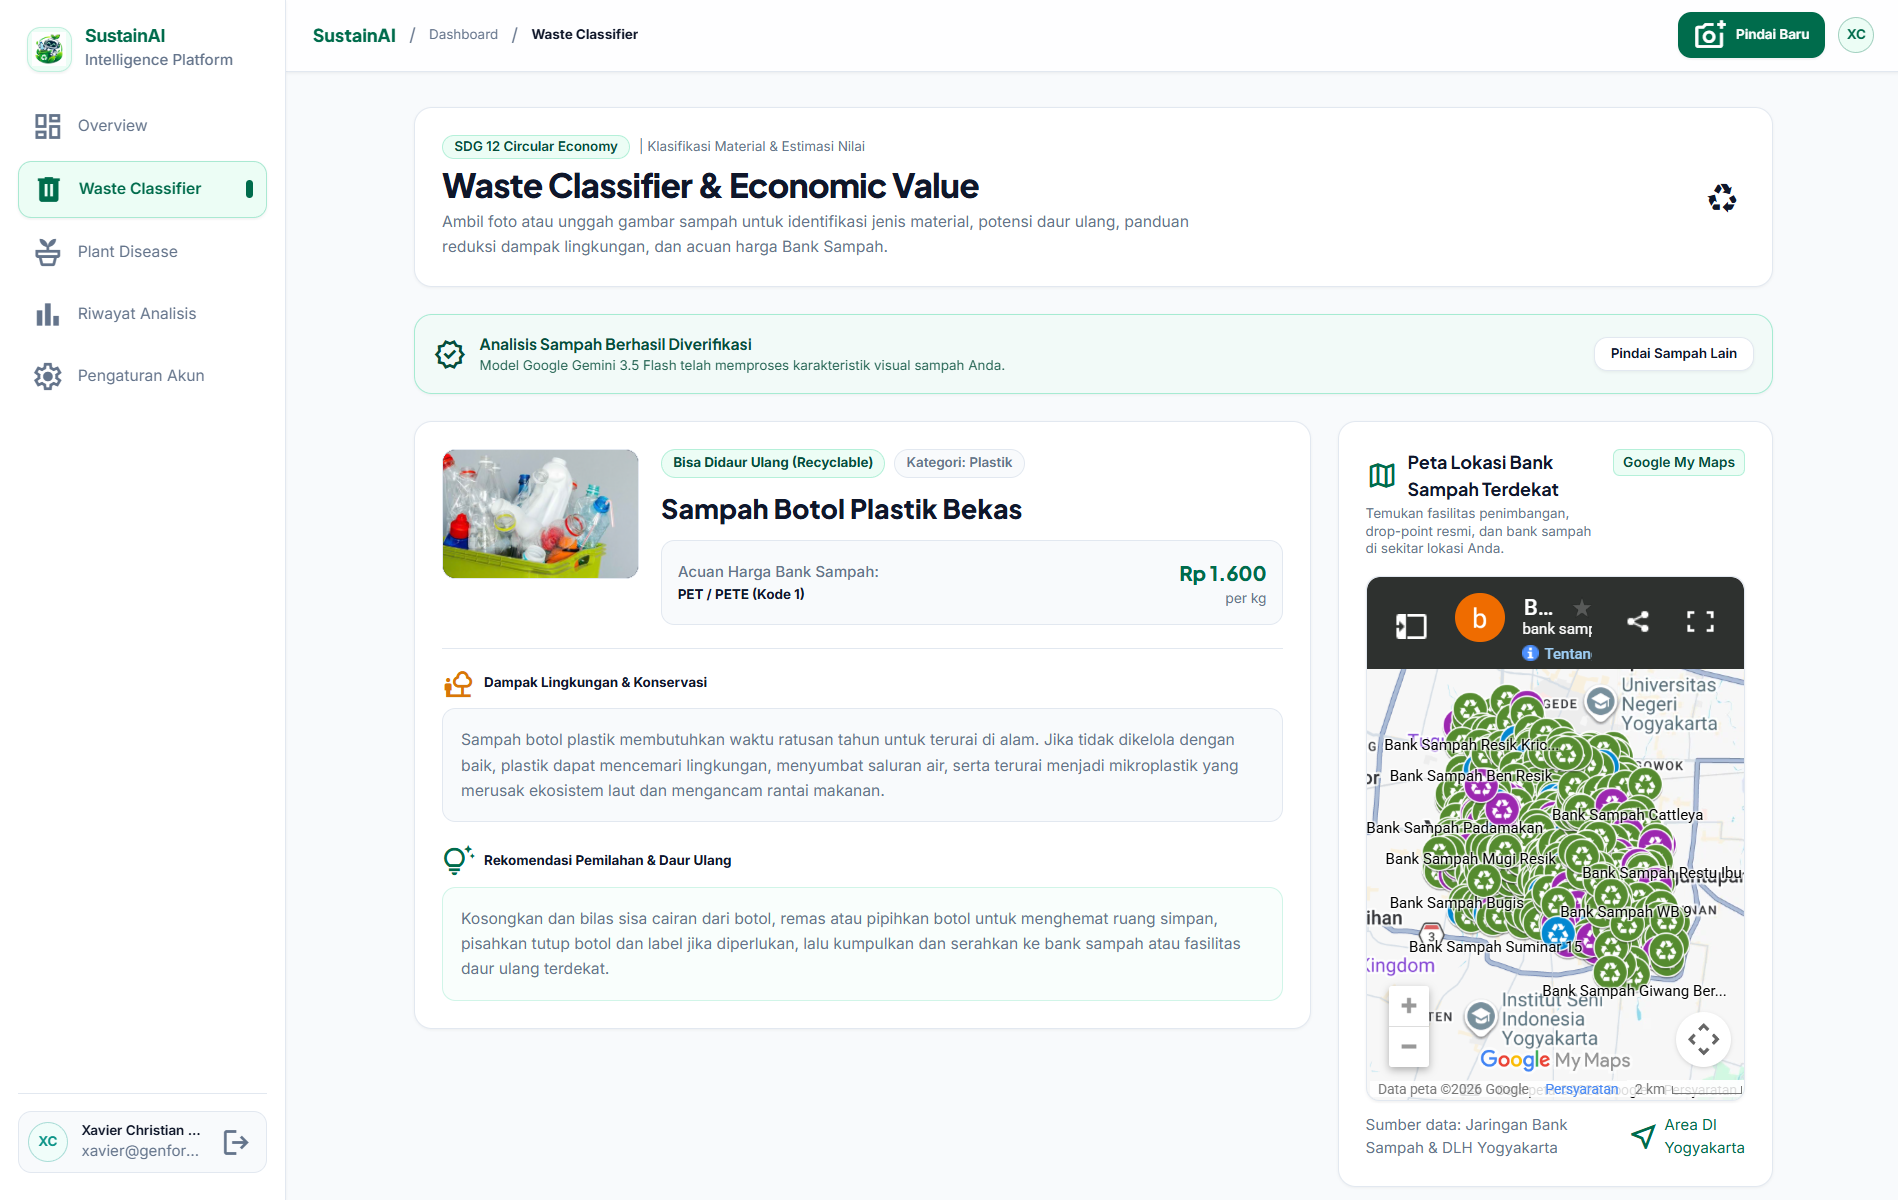 SustainAI
Intelligence Platform
Overview
Waste Classifier
Plant Disease
Riwayat Analisis
Pengaturan Akun
XC
Xavier Christian ...
xavier@genfor...
SustainAI / Dashboard / Waste Classifier
Pindai Baru
XC
SDG 12 Circular Economy | Klasifikasi Material & Estimasi Nilai
Waste Classifier & Economic Value
Ambil foto atau unggah gambar sampah untuk identifikasi jenis material, potensi daur ulang, panduan
reduksi dampak lingkungan, dan acuan harga Bank Sampah.
Analisis Sampah Berhasil Diverifikasi
Model Google Gemini 3.5 Flash telah memproses karakteristik visual sampah Anda.
Pindai Sampah Lain
Bisa Didaur Ulang (Recyclable)
Kategori: Plastik
Sampah Botol Plastik Bekas
Acuan Harga Bank Sampah:
PET / PETE (Kode 1)
Rp 1.600
per kg
Dampak Lingkungan & Konservasi
Sampah botol plastik membutuhkan waktu ratusan tahun untuk terurai di alam. Jika tidak dikelola dengan
baik, plastik dapat mencemari lingkungan, menyumbat saluran air, serta terurai menjadi mikroplastik yang
merusak ekosistem laut dan mengancam rantai makanan.
Rekomendasi Pemilahan & Daur Ulang
Kosongkan dan bilas sisa cairan dari botol, remas atau pipihkan botol untuk menghemat ruang simpan,
pisahkan tutup botol dan label jika diperlukan, lalu kumpulkan dan serahkan ke bank sampah atau fasilitas
daur ulang terdekat.
Peta Lokasi Bank
Sampah Terdekat
Google My Maps
Temukan fasilitas penimbangan,
drop-point resmi, dan bank sampah
di sekitar lokasi Anda.
b
B...
bank samp
Tentan
Universitas
Negeri
Yogyakarta
GEDE
Bank Sampah Resik Kric...
OWOK
Bank Sampah Ben Resik
Bank Sampah Cattleya
Bank Sampah Padamakan
Bank Sampah Mugi Resik
Bank Sampah Restu Ibu
Bank Sampah Bugis
Bank Sampah WB 9
NAN
ihan
3
Bank Sampah Suminar 15
Kingdom
Bank Sampah Giwang Ber...
TEN
Institut Seni
Indonesia
Yogyakarta
Google My Maps
Data peta ©2026 Google
Persyaratan
2 km
Sumber data: Jaringan Bank
Sampah & DLH Yogyakarta
Area DI
Yogyakarta